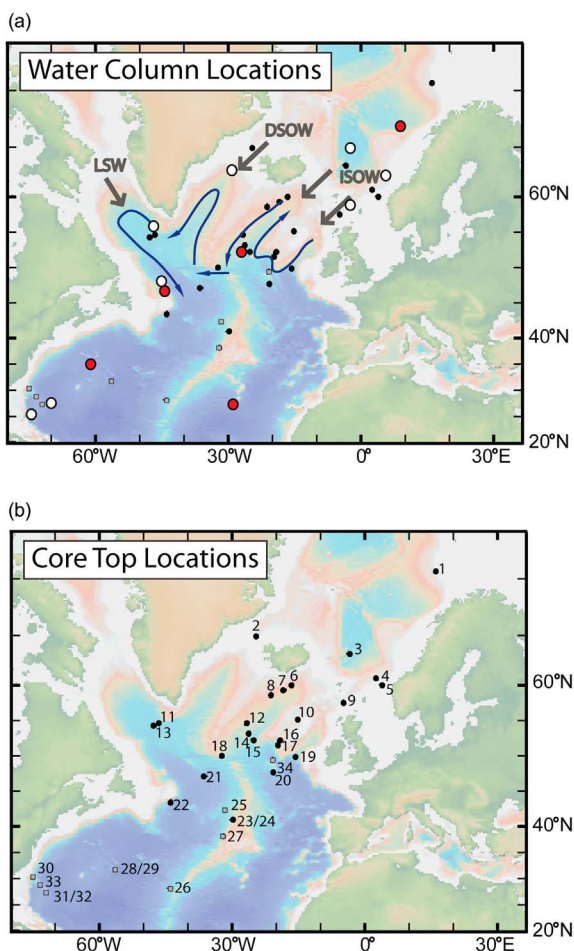 (a)
Water Column Locations
DSOW
LSW
ISOW
60°N
40°N
20°N
60°W
30°W
0°
30°E
(b)
Core Top Locations
1
2
3
4
5
6
7
8
10
60°N
11
12
13
14
15
16
17
18
19
34
20
21
22
25
23/24
40°N
27
30
28/29
33
26
31/32
20°N
60°W
30°W
0°
30°E